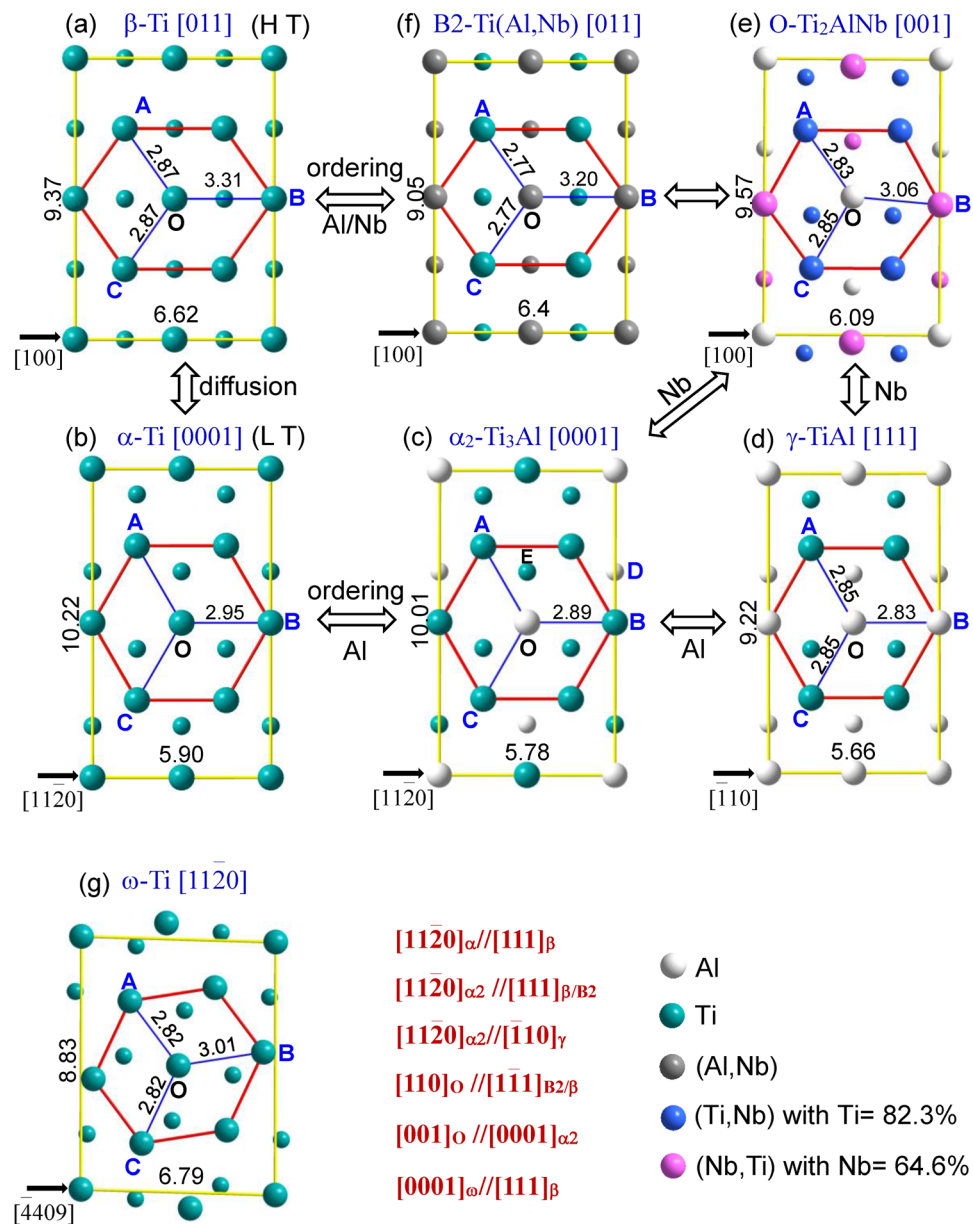 (a) β-Ti [011] (H T)
A
2.87
3.31
B
2.87
O
C
9.37
6.62
[100]
ordering
Al/Nb
(f) B2-Ti(Al,Nb) [011]
A
2.77
3.20
B
2.77
O
C
9.05
6.4
[100]
(e) O-Ti₂AlNb [001]
A
2.83
3.06
B
2.85
O
C
9.57
6.09
[100]
diffusion
Nb
Nb
(b) α-Ti [0001] (L T)
A
2.95
B
O
C
10.22
5.90
[112̅0]
ordering
Al
(c) α₂-Ti₃Al [0001]
A
E
D
2.89
B
O
C
10.01
5.78
[112̅0]
Al
(d) γ-TiAl [111]
A
2.85
2.83
B
2.85
O
C
9.22
5.66
[1̅10]
(g) ω-Ti [112̅0]
A
2.82
3.01
B
2.82
O
C
8.83
6.79
[4̅409]
[112̅0]α//[111]β
[112̅0]α2 //[111]β/B2
[112̅0]α2//[1̅10]γ
[110]O //[11̅1]B2/β
[001]O //[0001]α2
[0001]ω//[111]β
Al
Ti
(Al,Nb)
(Ti,Nb) with Ti= 82.3%
(Nb,Ti) with Nb= 64.6%